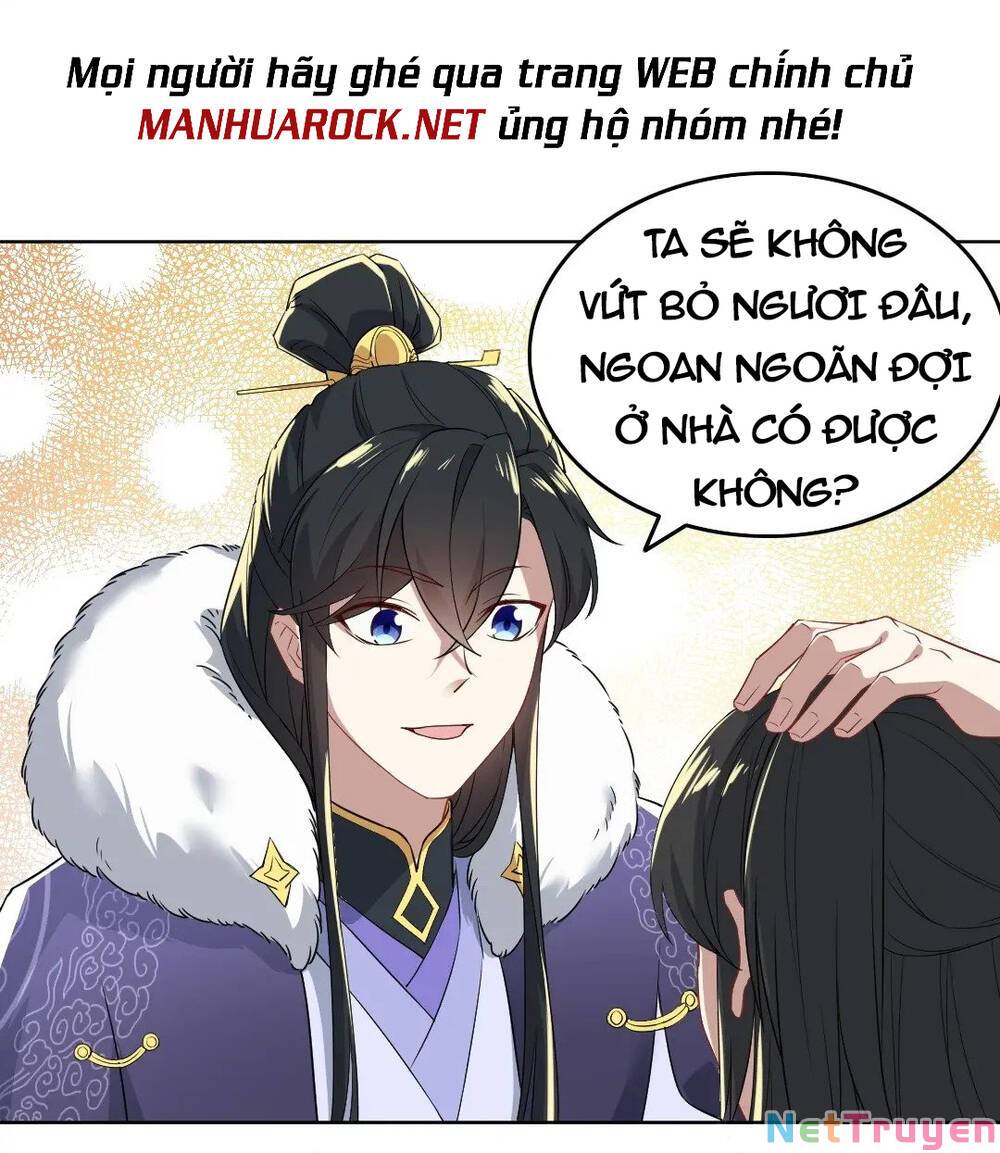 Mọi người hãy ghé qua trang WEB chính chủ
MANHUAROCK.NET ủng hộ nhóm nhé!
TA SẼ KHÔNG
VỨT BỎ NGƯƠI ĐÂU,
NGOAN NGOÃN ĐỢI
Ở NHÀ CÓ ĐƯỢC
KHÔNG?
NetTruyen